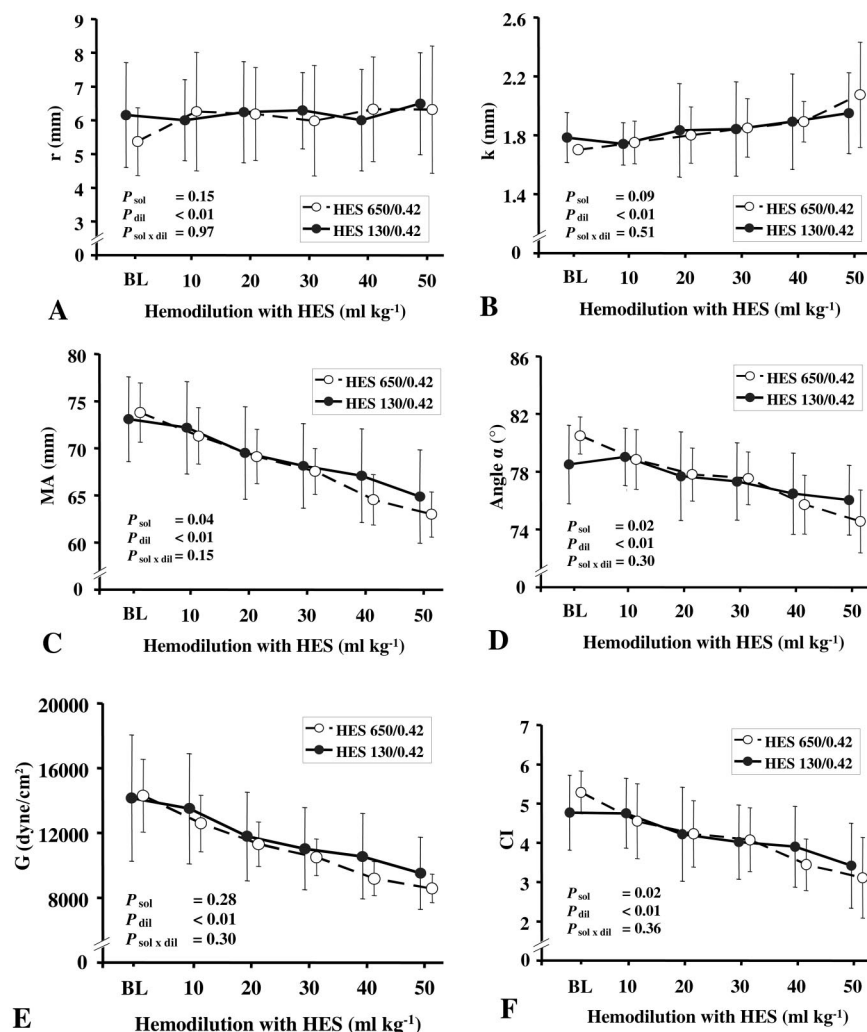 9
8
7
6
5
4
3
0
r (mm)
P sol = 0.15
P dil < 0.01
P sol x dil = 0.97
HES 650/0.42
HES 130/0.42
BL 10 20 30 40 50
Hemodilution with HES (ml kg-1)
A
2.6
2.2
1.8
1.4
0
k (mm)
P sol = 0.09
P dil < 0.01
P sol x dil = 0.51
HES 650/0.42
HES 130/0.42
BL 10 20 30 40 50
Hemodilution with HES (ml kg-1)
B
80
75
70
65
60
0
MA (mm)
HES 650/0.42
HES 130/0.42
P sol = 0.04
P dil < 0.01
P sol x dil = 0.15
BL 10 20 30 40 50
Hemodilution with HES (ml kg-1)
C
86
82
78
74
0
Angle α (°)
HES 650/0.42
HES 130/0.42
P sol = 0.02
P dil < 0.01
P sol x dil = 0.30
BL 10 20 30 40 50
Hemodilution with HES (ml kg-1)
D
20000
16000
12000
8000
0
G (dyne/cm²)
HES 650/0.42
HES 130/0.42
P sol = 0.28
P dil < 0.01
P sol x dil = 0.30
BL 10 20 30 40 50
Hemodilution with HES (ml kg-1)
E
7
6
5
4
3
2
0
CI
HES 650/0.42
HES 130/0.42
P sol = 0.02
P dil < 0.01
P sol x dil = 0.36
BL 10 20 30 40 50
Hemodilution with HES (ml kg-1)
F